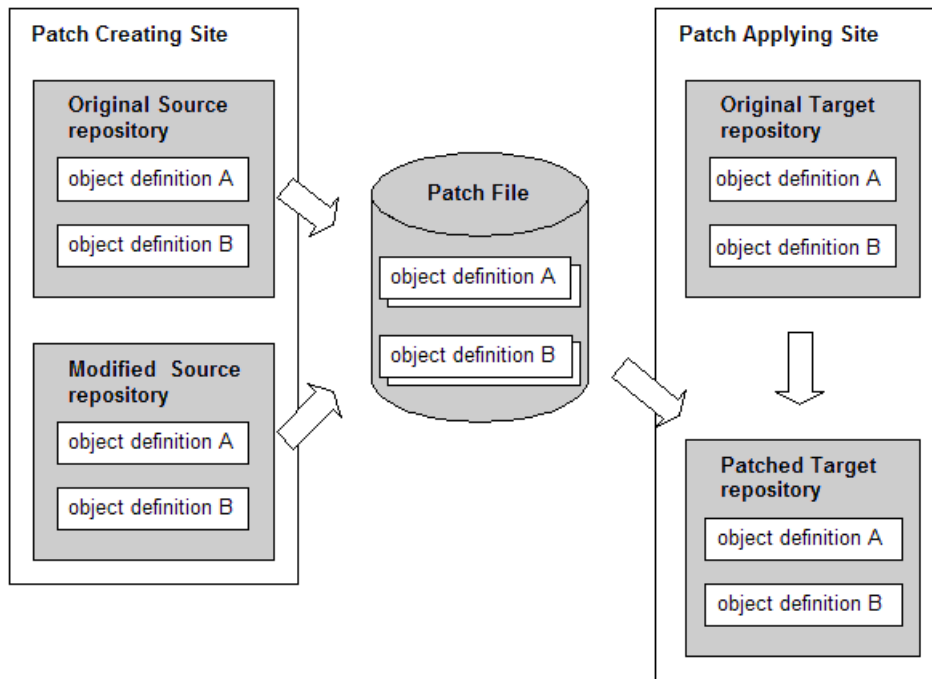 Patch Creating Site
Original Source
repository
object definition A
object definition B
Modified Source
repository
object definition A
object definition B
Patch File
object definition A
object definition B
Patch Applying Site
Original Target
repository
object definition A
object definition B
Patched Target
repository
object definition A
object definition B